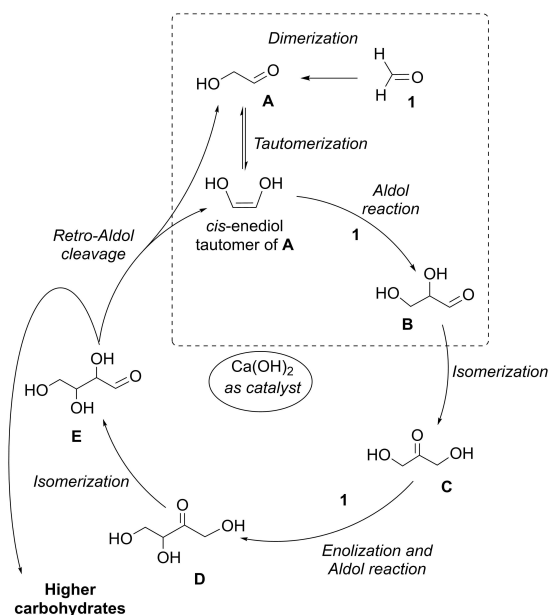 Dimerization
HO
O
A
H
H
O
1
Tautomerization
HO
OH
cis-enediol
tautomer of A
Aldol
reaction
1
Retro-Aldol
cleavage
OH
HO
O
B
Ca(OH)2
as catalyst
Isomerization
OH
HO
O
OH
E
O
HO
OH
C
Isomerization
1
O
HO
OH
OH
D
Enolization and
Aldol reaction
Higher
carbohydrates